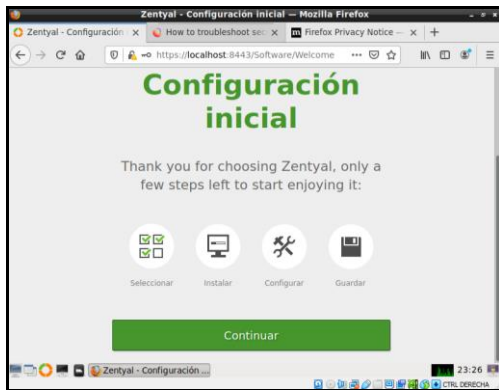 Zentyal - Configuración inicial — Mozilla Firefox
Zentyal - Configuración
How to troubleshoot sec
Firefox Privacy Notice —
https://localhost:8443/Software/Welcome
Configuración
inicial
Thank you for choosing Zentyal, only a
few steps left to start enjoying it:
Seleccionar
Instalar
Configurar
Guardar
Continuar
Zentyal - Configuración ...
23:26
CTRL DERECHA